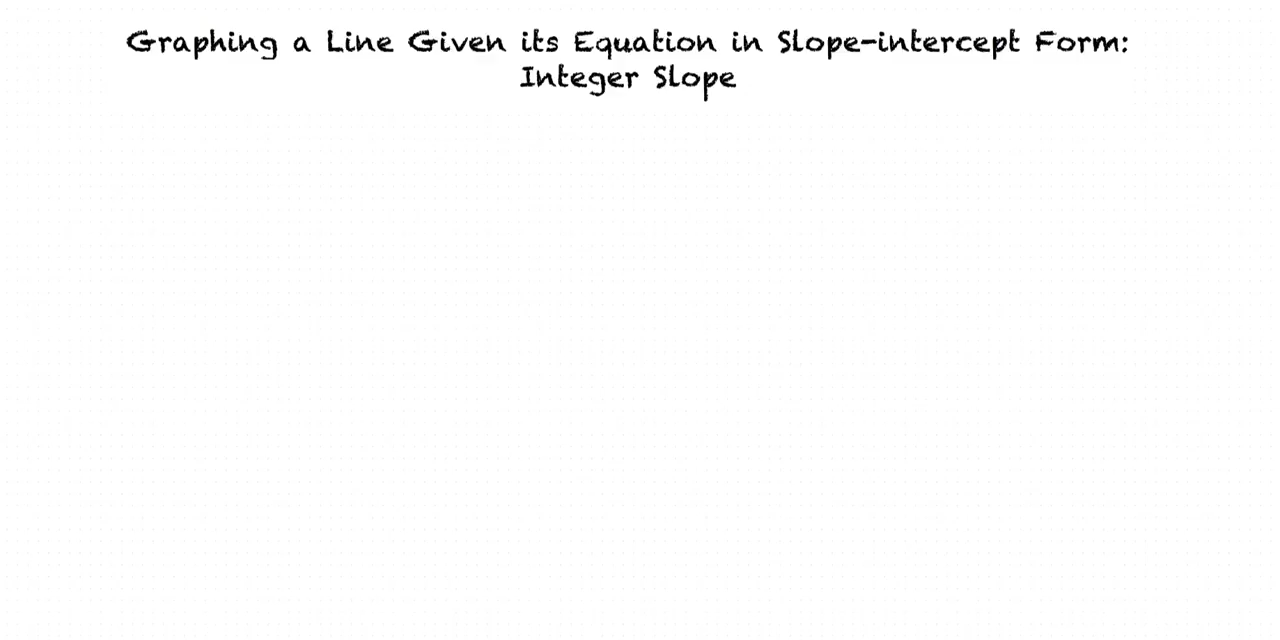 Graphing a Line Given its Equation in Slope-intercept Form:
Integer Slope